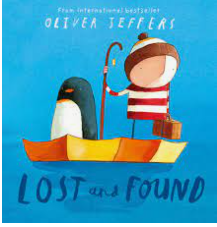 From international bestseller
OLIVER JEFFERS
LOST and FOUND